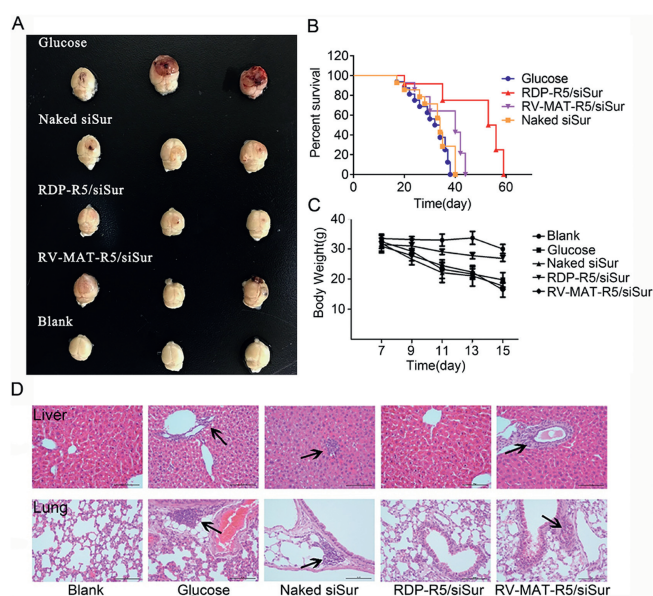 A
Glucose
Naked siSur
RDP-R5/siSur
RV-MAT-R5/siSur
Blank
B
Percent survival
120
100
80
60
40
20
0
0 20 40 60
Time(day)
Glucose
RDP-R5/siSur
RV-MAT-R5/siSur
Naked siSur
C
Body Weight(g)
40
30
20
10
7 9 11 13 15
Time(day)
Blank
Glucose
Naked siSur
RDP-R5/siSur
RV-MAT-R5/siSur
D
Liver
Lung
Blank Glucose Naked siSur RDP-R5/siSur RV-MAT-R5/siSur